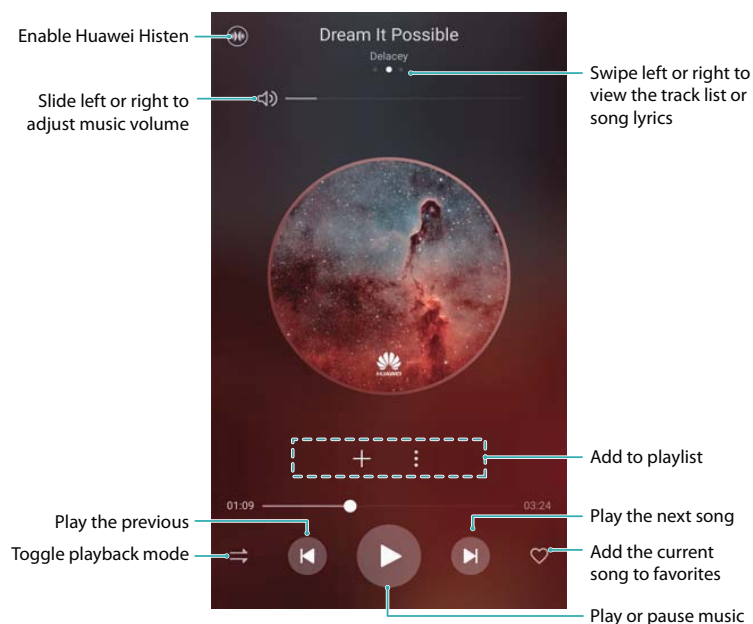 Enable Huawei Histen
Dream It Possible
Delacey
Swipe left or right to
view the track list or
song lyrics
Slide left or right to
adjust music volume
HUAWEI
Add to playlist
01:09
03:24
Play the previous
Play the next song
Toggle playback mode
Add the current
song to favorites
Play or pause music